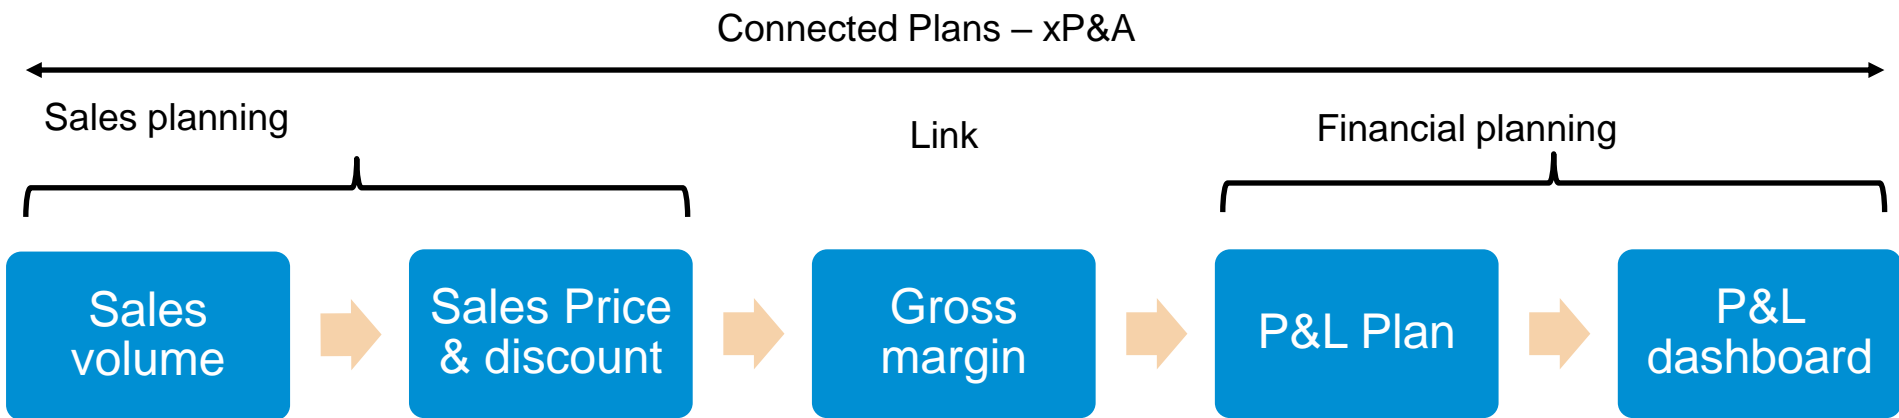 Connected Plans – xP&A
Sales planning
Link
Financial planning
Sales
volume
Sales Price
& discount
Gross
margin
P&L Plan
P&L
dashboard